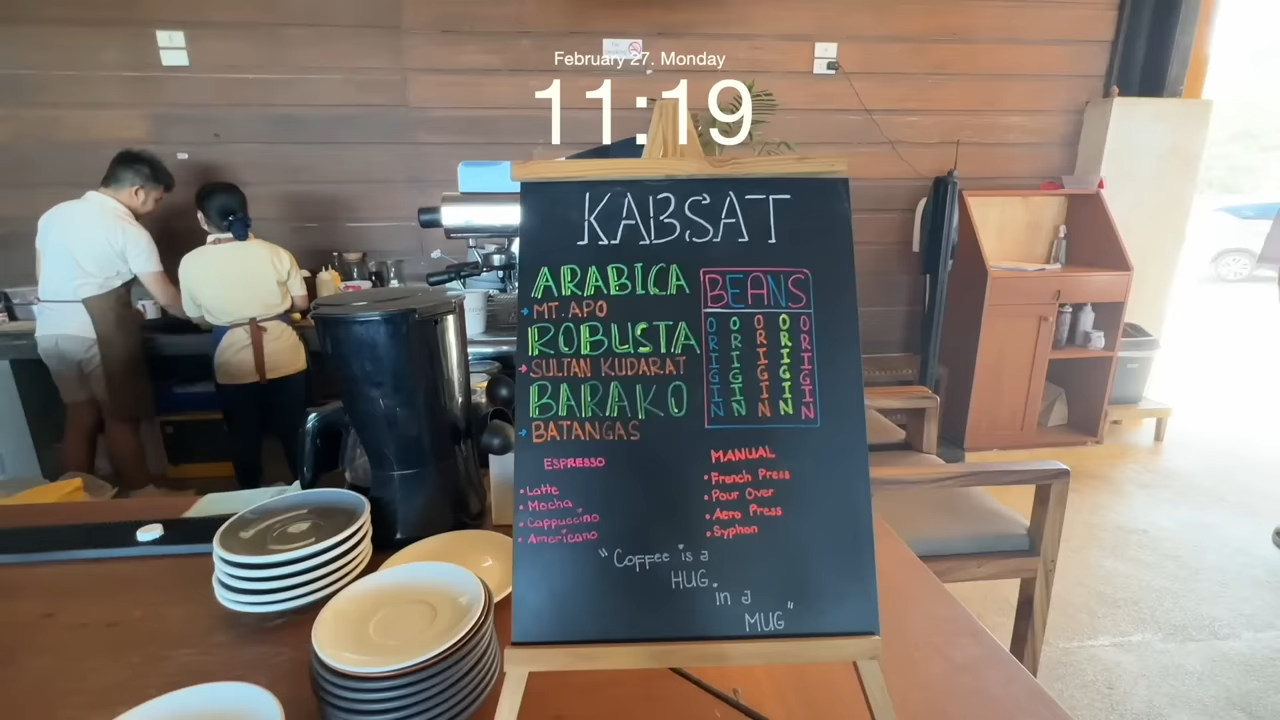 February 27. Monday
11:19
KABSAT
ARABICA
MT. APO
ROBUSTA
SULTAN KUDARAT
BARAKO
BATANGAS
BEANS
ORIGIN ORIGIN ORIGIN ORIGIN ORIGIN
ESPRESSO
• Latte
• Mocha
• Cappuccino
• Americano
MANUAL
• French Press
• Pour Over
• Aero Press
• Syphon
"Coffee is a
HUG
in a
MUG"